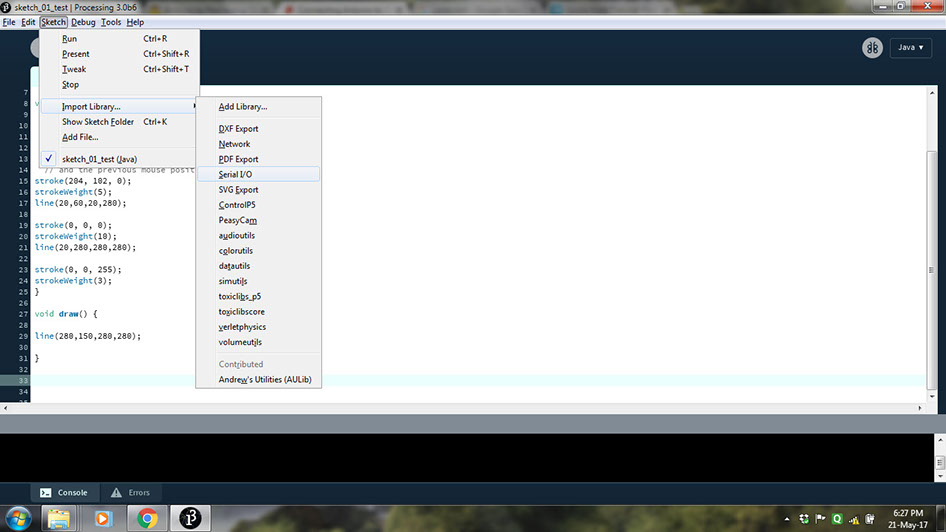 sketch_01_test | Processing 3.0b6
File Edit Sketch Debug Tools Help
Run Ctrl+R
Present Ctrl+Shift+R
Tweak Ctrl+Shift+T
Stop
Import Library...
Show Sketch Folder Ctrl+K
Add File...
sketch_01_test (Java)
Add Library...
DXF Export
Network
PDF Export
Serial I/O
SVG Export
ControlP5
PeasyCam
audioutils
colorutils
datautils
simutils
toxiclibs_p5
toxiclibscore
verletphysics
volumeutils
Contributed
Andrew's Utilities (AULib)
Java
7
8 v
9
10
11
12
13
14 // and the previous mouse posit
15 stroke(204, 102, 0);
16 strokeWeight(5);
17 line(20,60,20,280);
18
19 stroke(0, 0, 0);
20 strokeWeight(10);
21 line(20,280,280,280);
22
23 stroke(0, 0, 255);
24 strokeWeight(3);
25 }
26
27 void draw() {
28
29 line(280,150,280,280);
30
31 }
32
33
34
Console Errors
6:27 PM
21-May-17